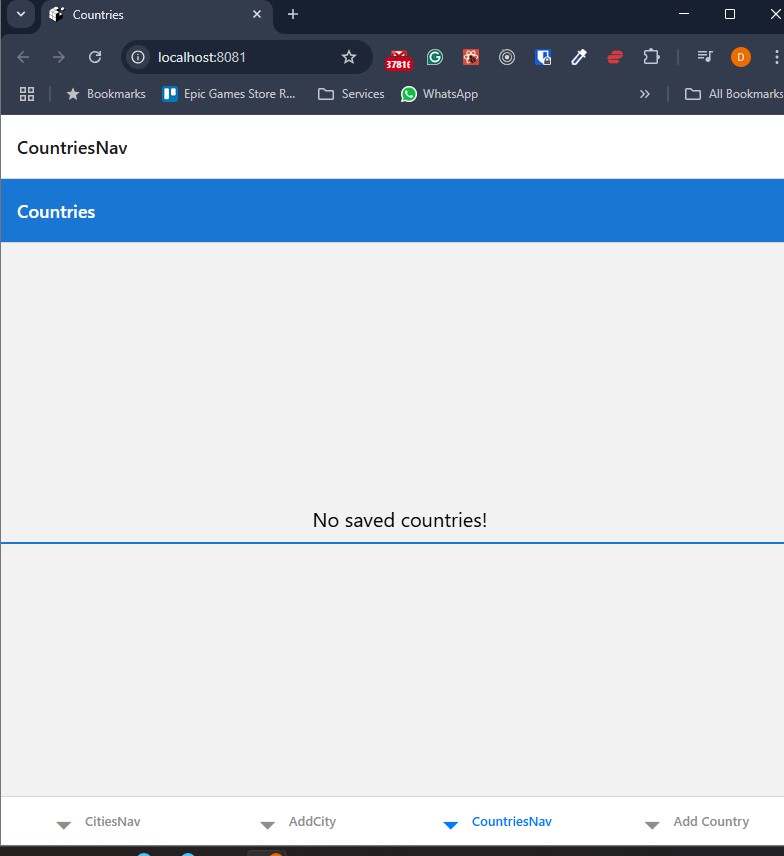 Countries
localhost:8081
37816
D
Bookmarks
Epic Games Store R...
Services
WhatsApp
All Bookmarks
CountriesNav
Countries
No saved countries!
CitiesNav
AddCity
CountriesNav
Add Country